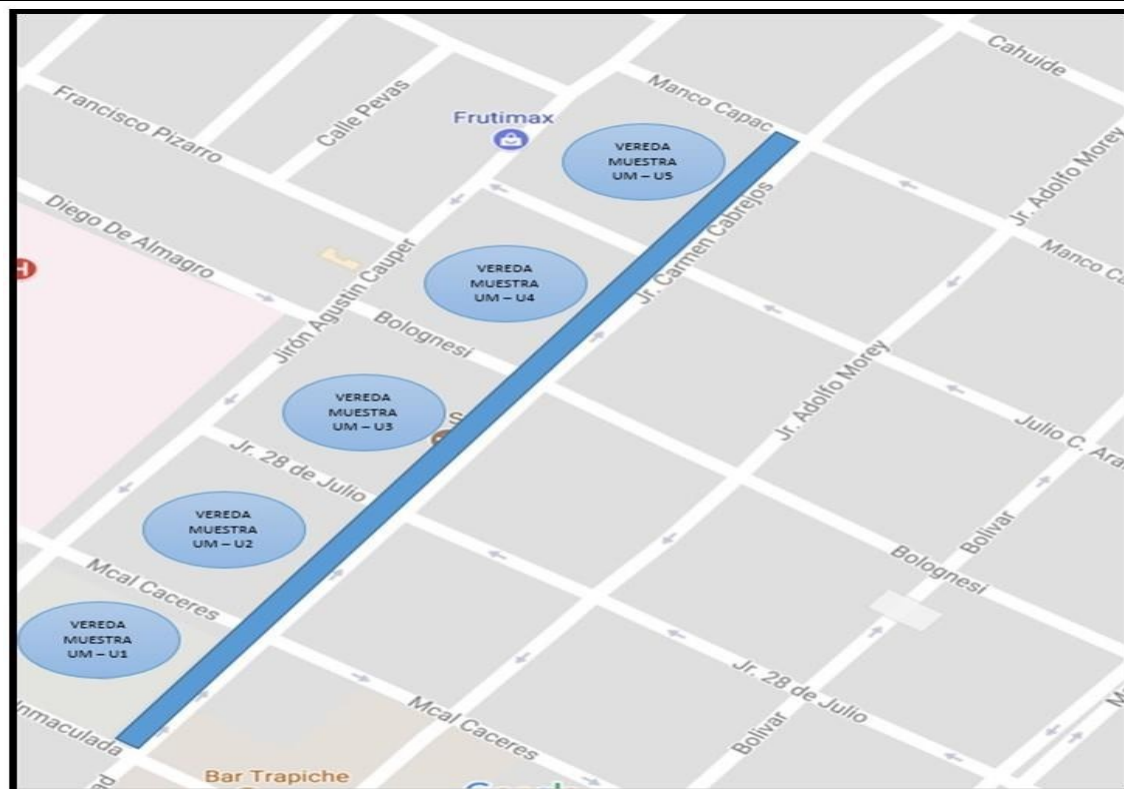 Cahuide
Manco Capac
Francisco Pizarro
Calle Pevas
Frutimax
VEREDA
MUESTRA
UM – U5
Jr. Adolfo Morey
Diego De Almagro
Jr. Carmen Cabrejos
Manco Ca
H
VEREDA
MUESTRA
UM – U4
Jirón Agustín Cauper
Bolognesi
VEREDA
MUESTRA
UM – U3
S
Jr. Adolfo Morey
Julio C. Ara
Jr. 28 de Julio
VEREDA
MUESTRA
UM – U2
Bolivar
Bolognesi
Mcal Caceres
VEREDA
MUESTRA
UM – U1
Jr. 28 de Julio
Inmaculada
Mcal Caceres
Bolivar
Bar Trapiche
ad